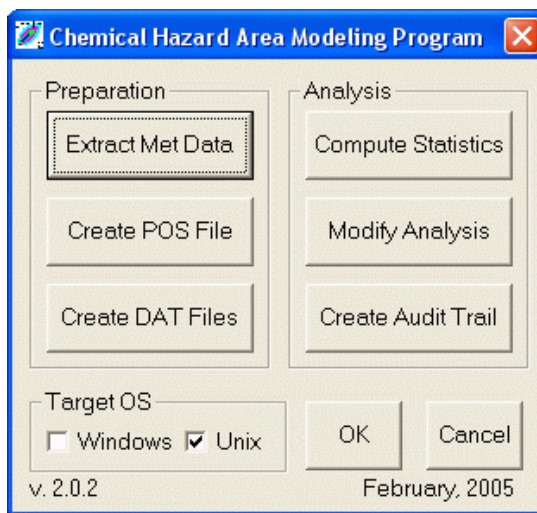 Chemical Hazard Area Modeling Program
Preparation
Analysis
Extract Met Data
Compute Statistics
Create POS File
Modify Analysis
Create DAT Files
Create Audit Trail
Target OS
Windows
Unix
OK
Cancel
v. 2.0.2
February, 2005